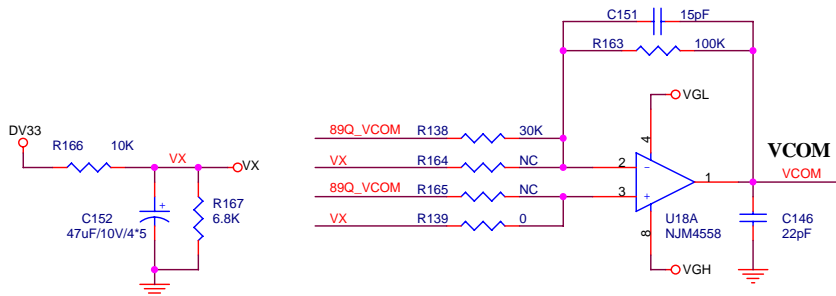 C151 15pF
R163 100K
VGL
DV33
R166 10K
VX
VX
89Q_VCOM R138 30K
VX R164 NC
89Q_VCOM R165 NC
VX R139 0
4
2
-
3
+
1
8
VCOM
VCOM
U18A
NJM4558
VGH
+
C152
47uF/10V/4*5
R167
6.8K
C146
22pF